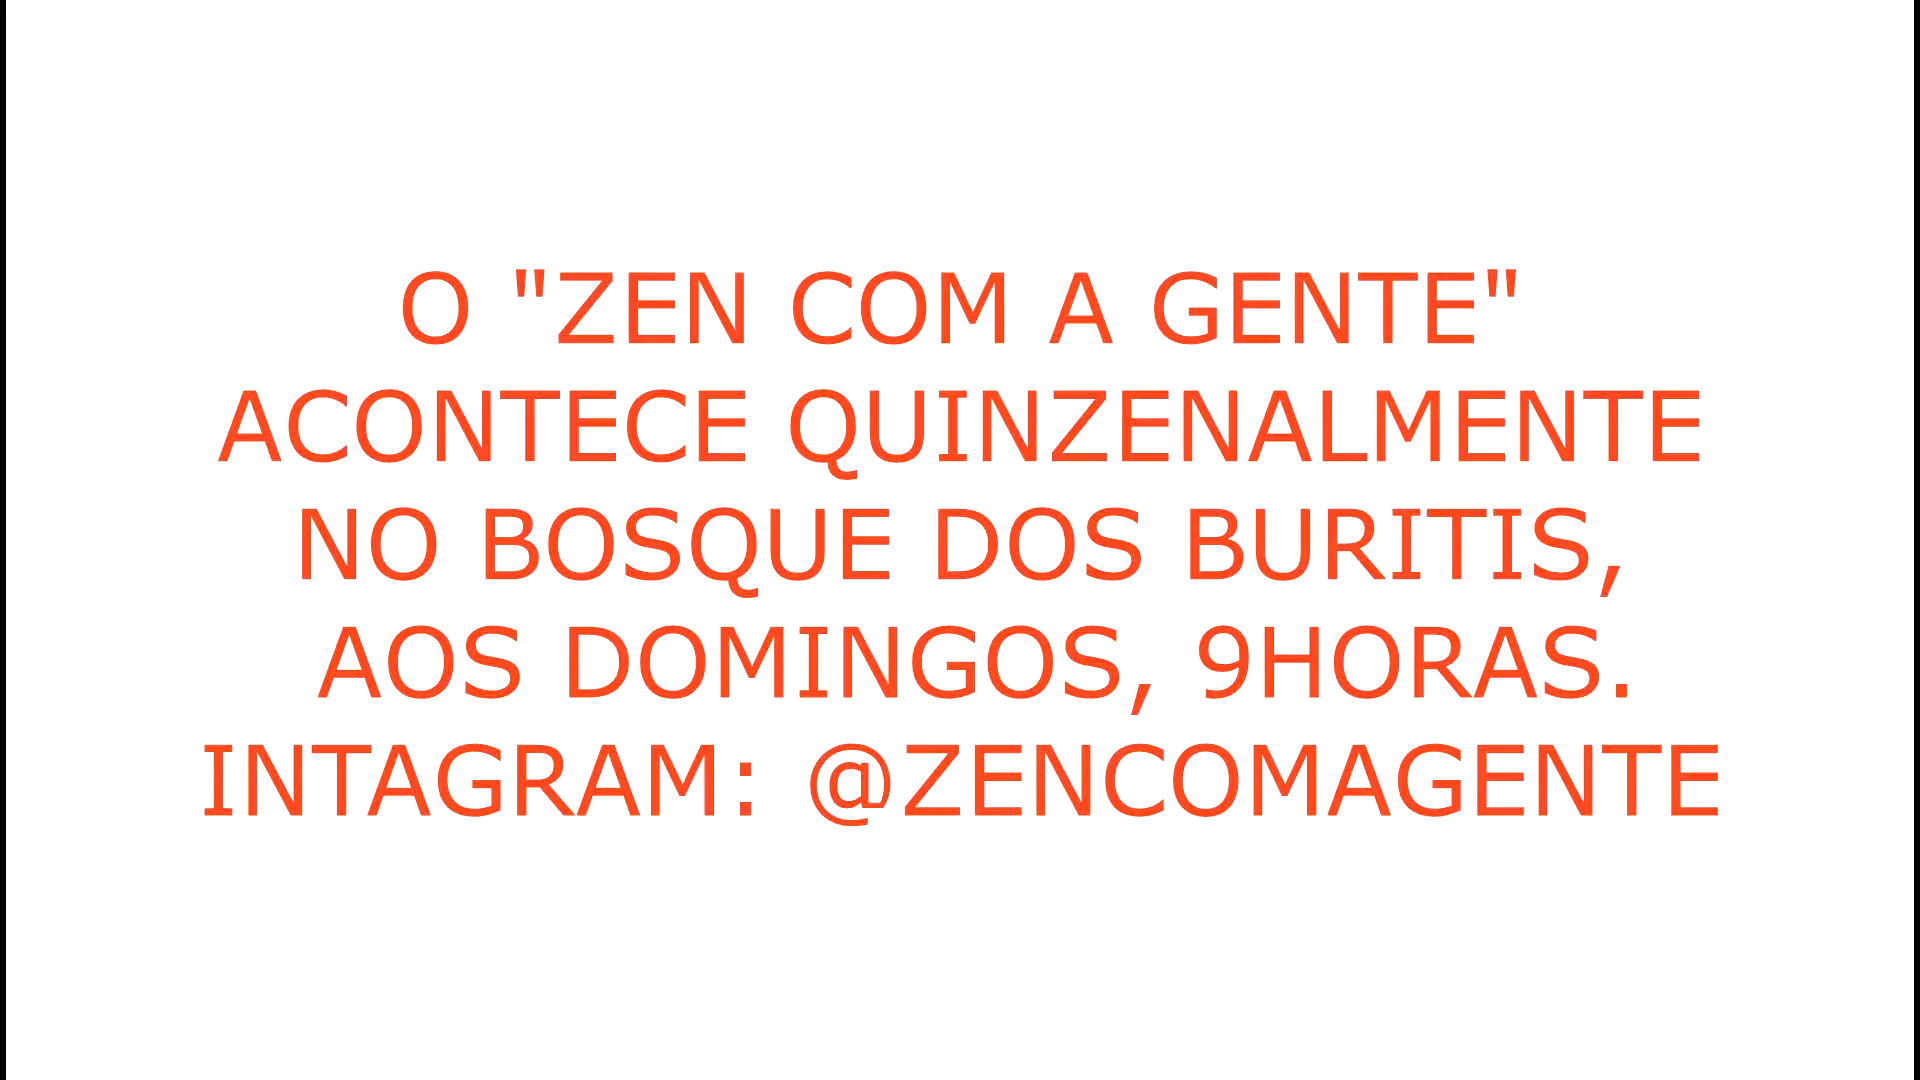 O "ZEN COM A GENTE"
ACONTECE QUINZENALMENTE
NO BOSQUE DOS BURITIS,
AOS DOMINGOS, 9HORAS.
INTAGRAM: @ZENCOMAGENTE